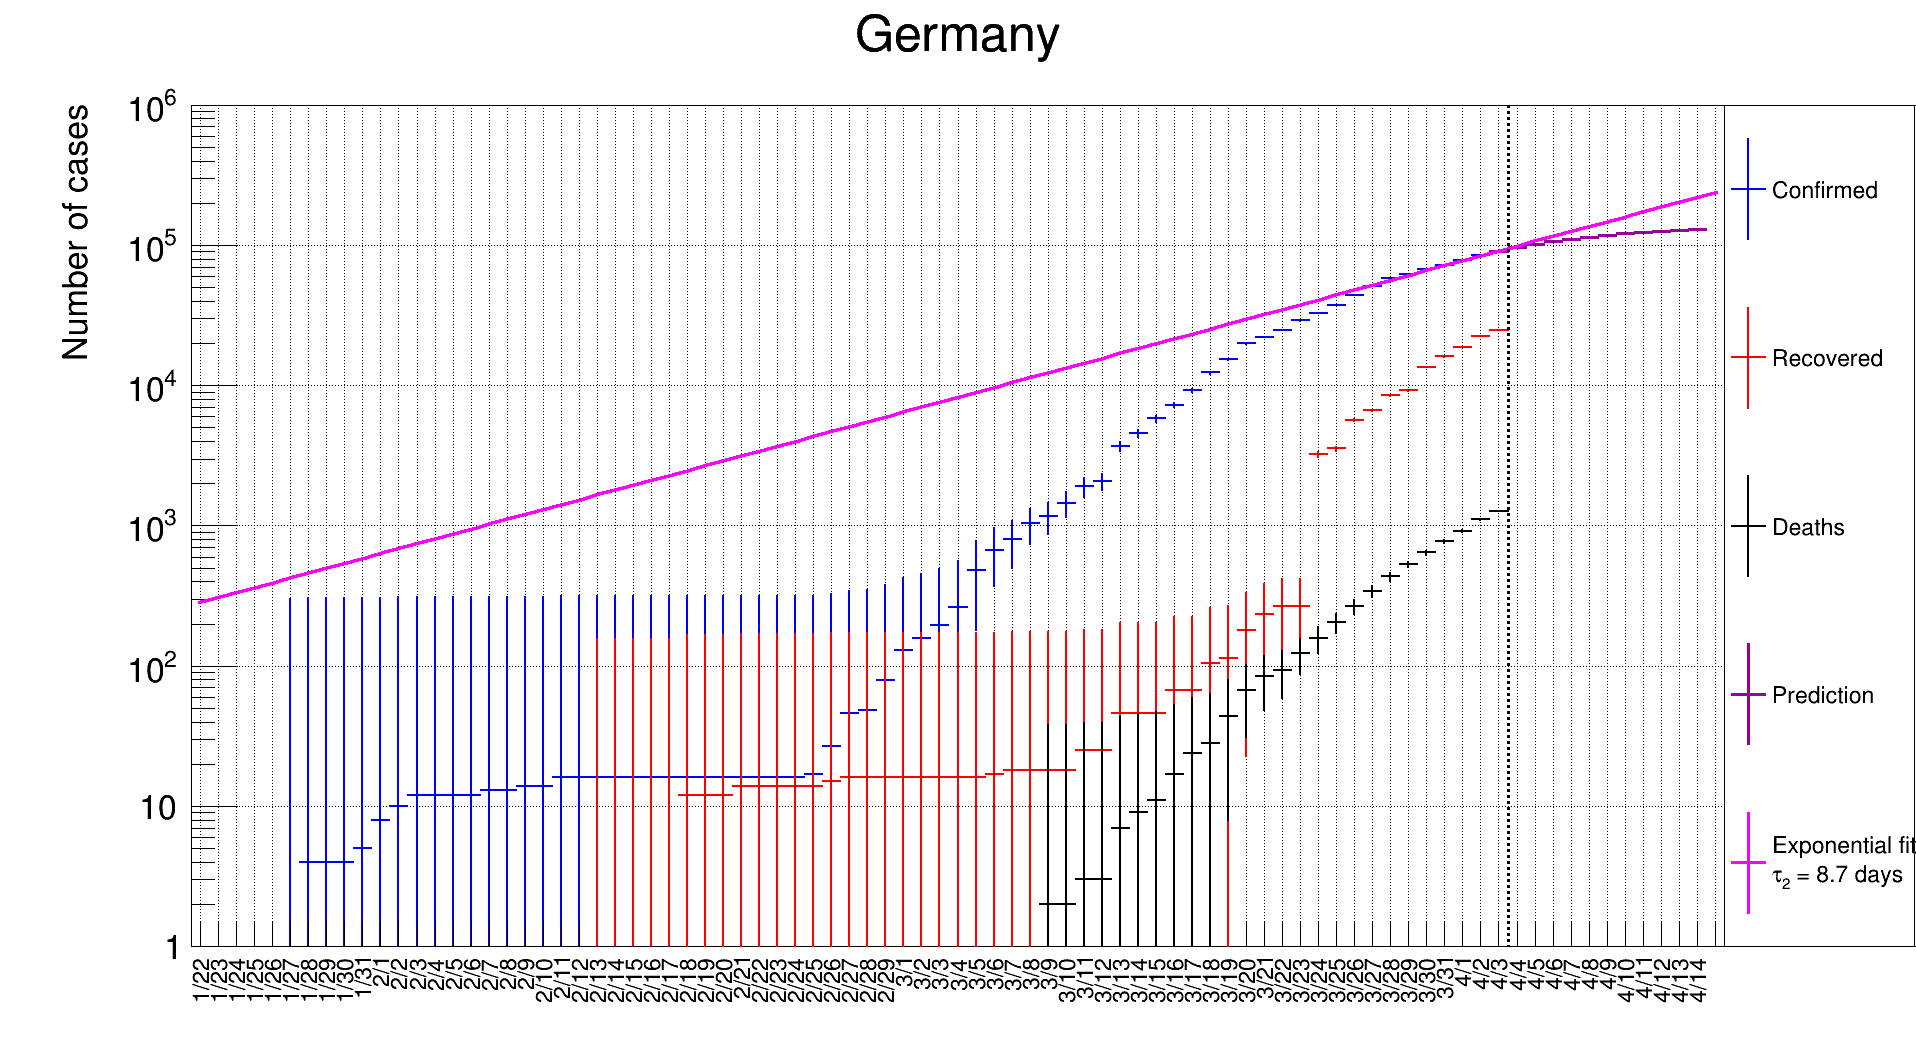 Germany
Number of cases
10^6
10^5
10^4
10^3
10^2
10
1
1/22 1/23 1/24 1/25 1/26 1/27 1/28 1/29 1/30 1/31 2/1 2/2 2/3 2/4 2/5 2/6 2/7 2/8 2/9 2/10 2/11 2/12 2/13 2/14 2/15 2/16 2/17 2/18 2/19 2/20 2/21 2/22 2/23 2/24 2/25 2/26 2/27 2/28 2/29 3/1 3/2 3/3 3/4 3/5 3/6 3/7 3/8 3/9 3/10 3/11 3/12 3/13 3/14 3/15 3/16 3/17 3/18 3/19 3/20 3/21 3/22 3/23 3/24 3/25 3/26 3/27 3/28 3/29 3/30 3/31 4/1 4/2 4/3 4/4 4/5 4/6 4/7 4/8 4/9 4/10 4/11 4/12 4/13 4/14
Confirmed
Recovered
Deaths
Prediction
Exponential fit
τ₂ = 8.7 days